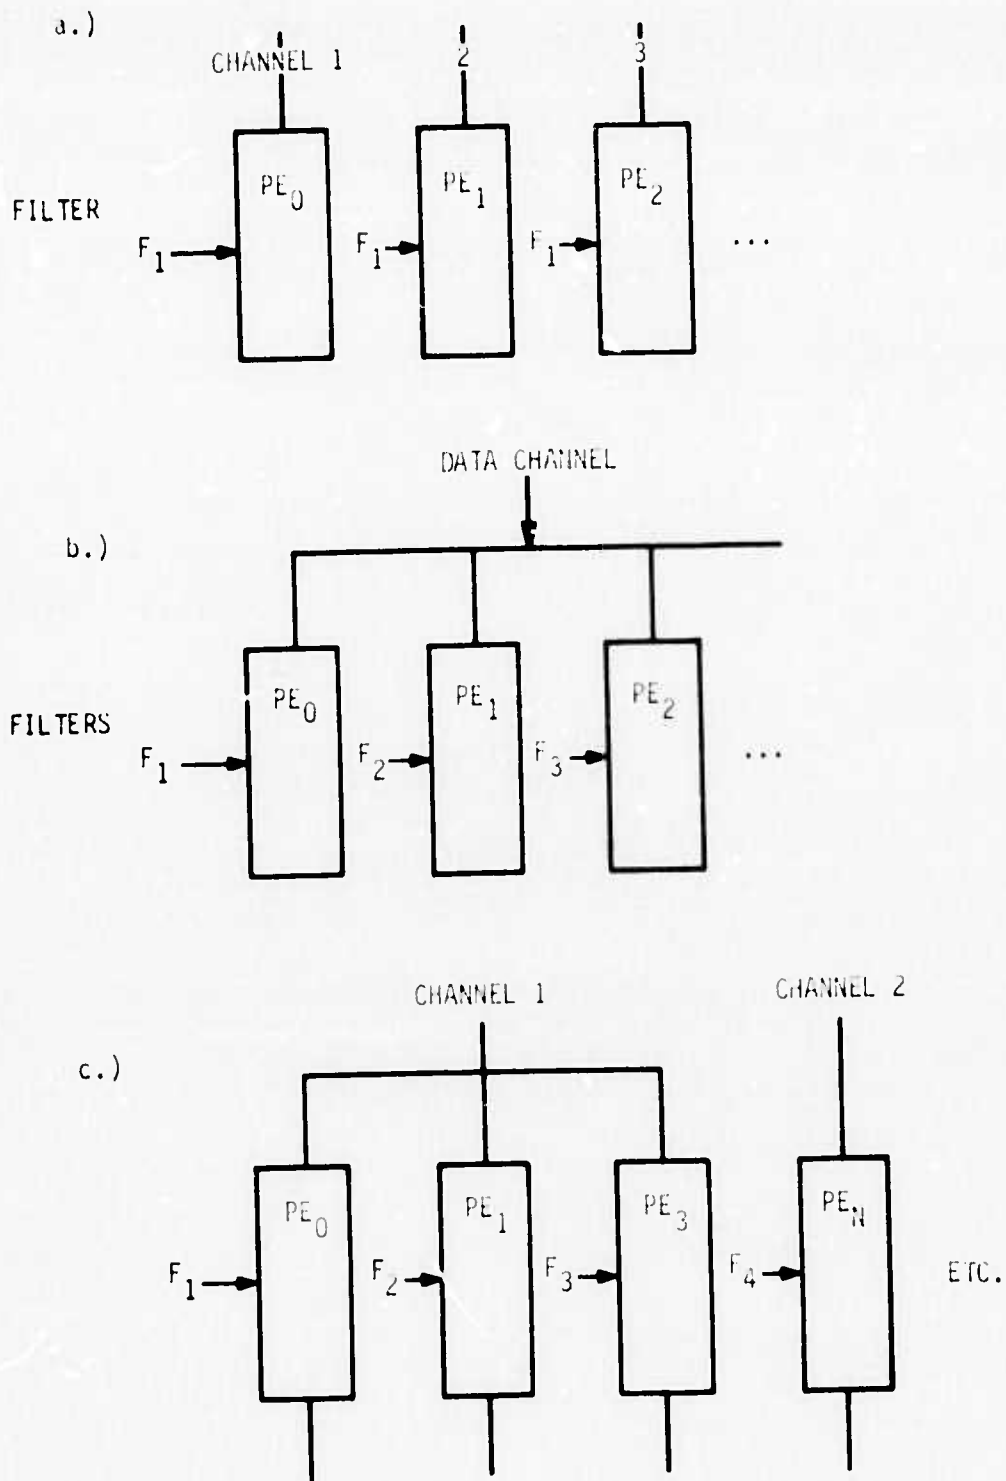 a.)
CHANNEL 1 2 3
PE0 PE1 PE2
FILTER
F1 F1 F1 ...
DATA CHANNEL
b.)
PE0 PE1 PE2
FILTERS
F1 F2 F3 ...
CHANNEL 1 CHANNEL 2
c.)
PE0 PE1 PE3 PEN
F1 F2 F3 F4 ETC.